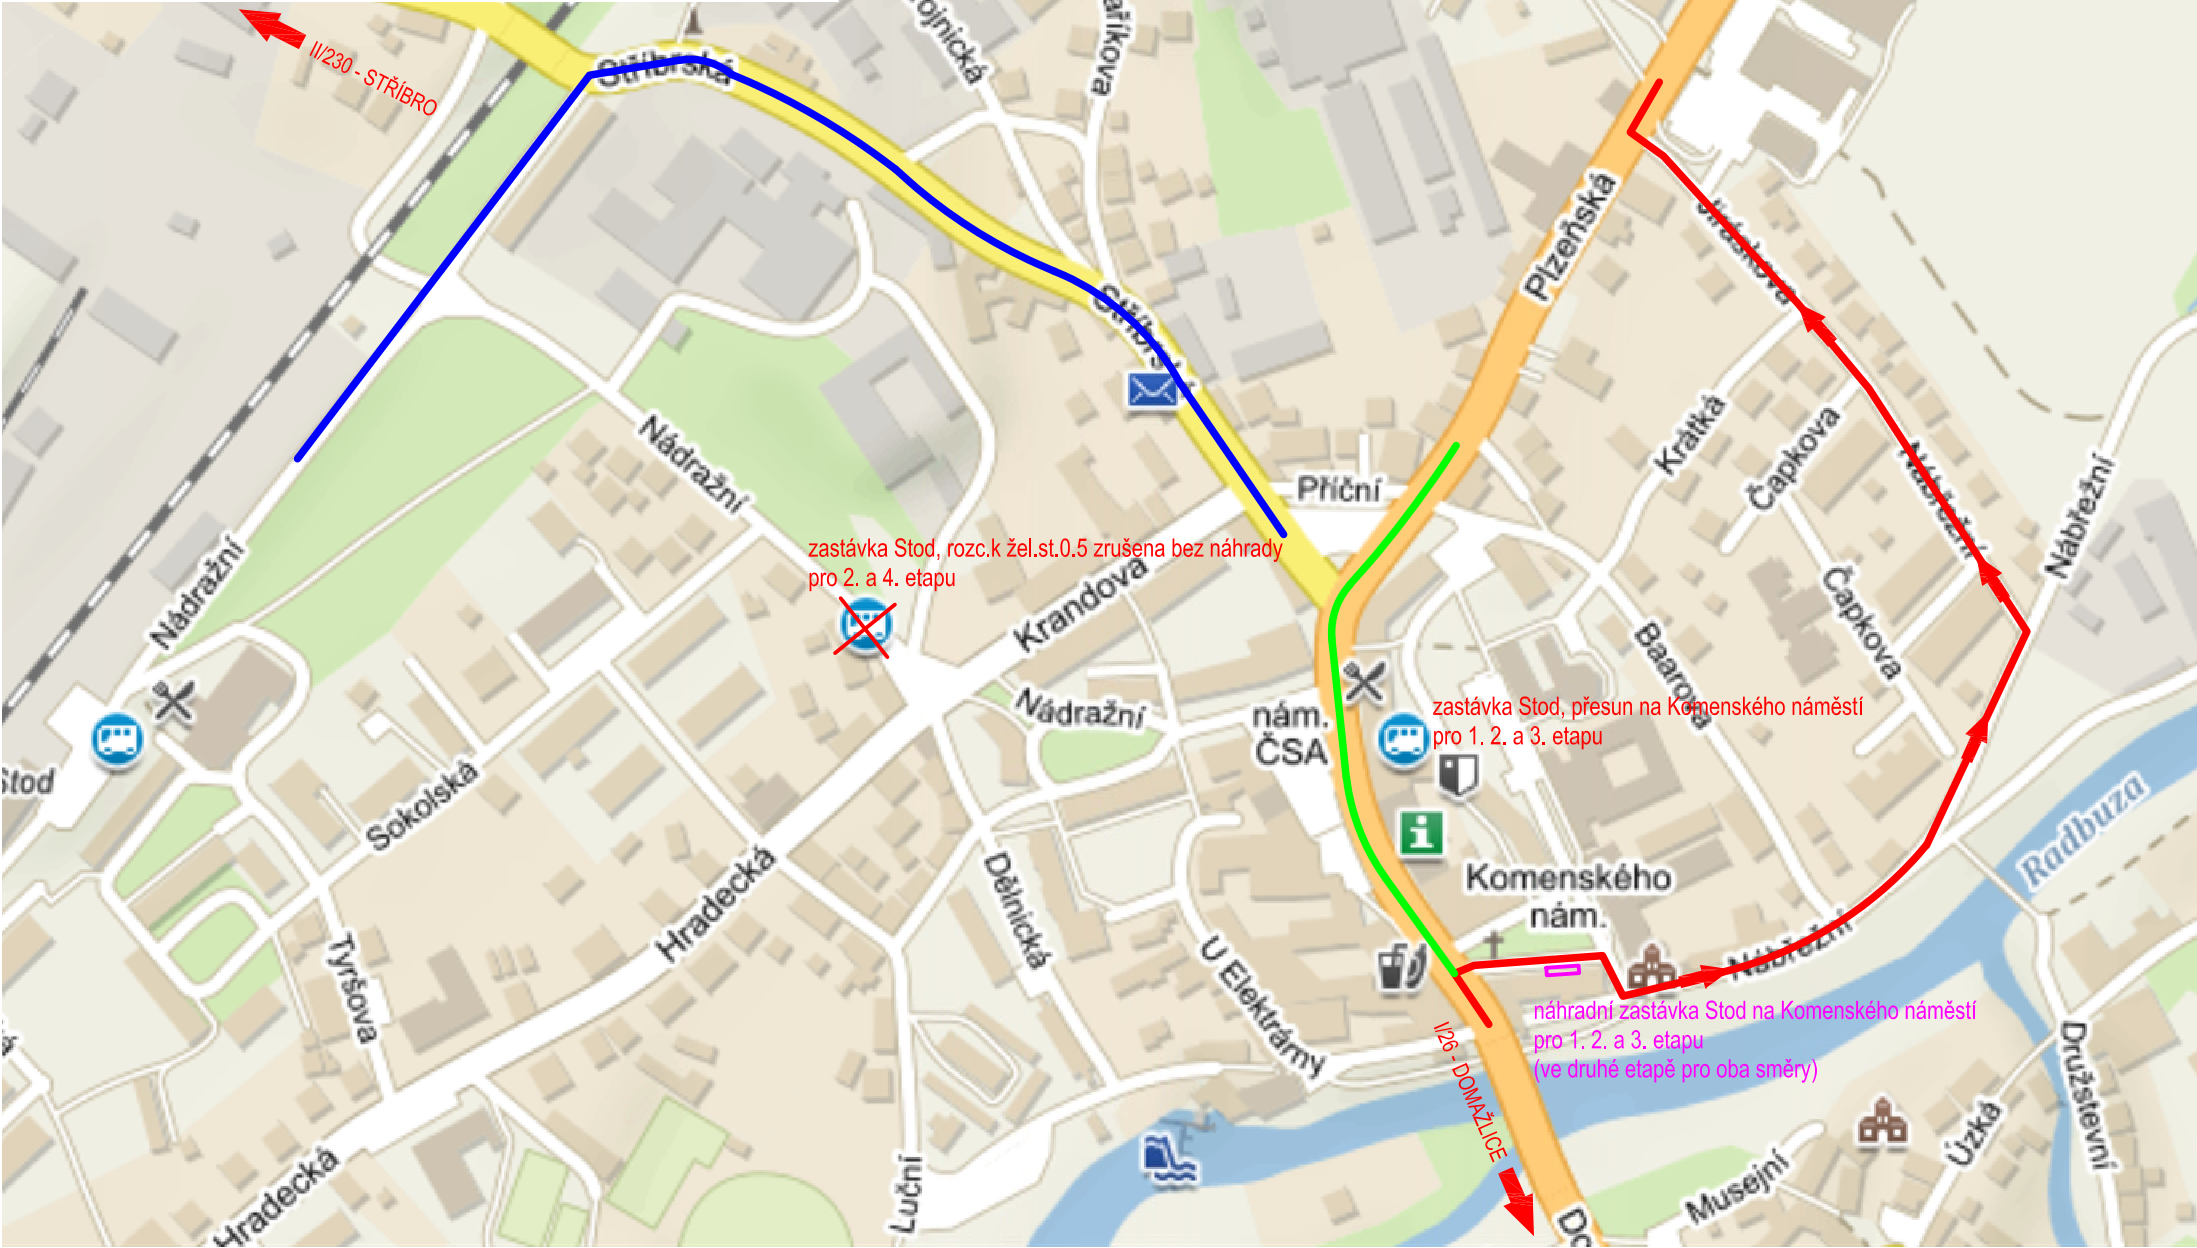 II/230 - STŘÍBRO
Stříbrská
Plzeňská
Jiráskova
Stříbrská
Nádražní
Příční
Krátká
Čapkova
Nábřežní
Nábřežní
zastávka Stod, rozc.k žel.st.0.5 zrušena bez náhrady
pro 2. a 4. etapu
Nádražní
Krandova
Čapkova
Baarova
Nádražní
nám.
ČSA
zastávka Stod, přesun na Komenského náměstí
pro 1. 2. a 3. etapu
Stod
Sokolská
Radbuza
Hradecká
Dělnická
Komenského
nám.
Tyršova
U Elektrárny
Nábřežní
náhradní zastávka Stod na Komenského náměstí
pro 1. 2. a 3. etapu
(ve druhé etapě pro oba směry)
I/26 - DOMAŽLICE
Družstevní
Úzká
Musejní
Luční
Hradecká
Do